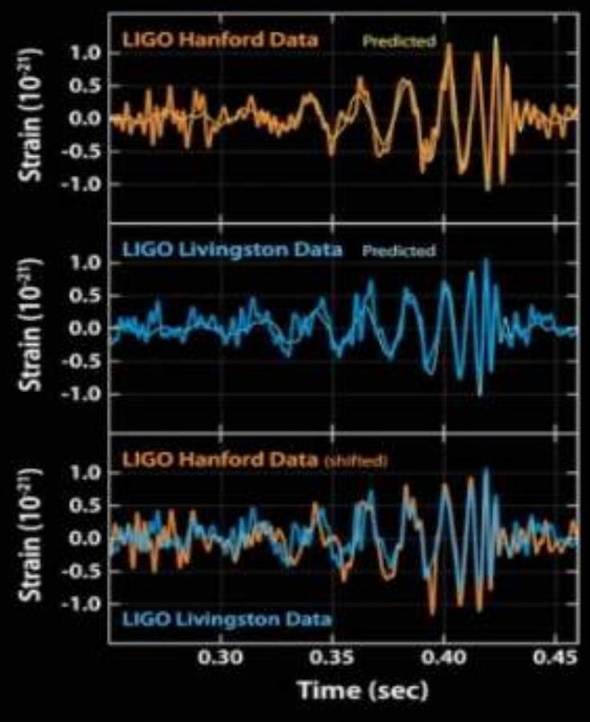 LIGO Hanford Data Predicted
1.0
0.5
0.0
-0.5
-1.0
Strain (10-21)
LIGO Livingston Data Predicted
1.0
0.5
0.0
-0.5
-1.0
Strain (10-21)
LIGO Hanford Data (shifted)
1.0
0.5
0.0
-0.5
-1.0
Strain (10-21)
LIGO Livingston Data
0.30 0.35 0.40 0.45
Time (sec)